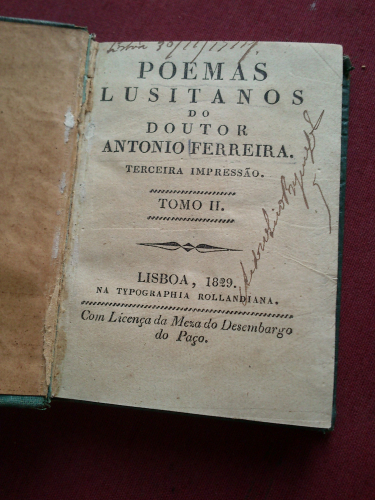 POEMAS
LUSITANOS
DO
DOUTOR
ANTONIO FERREIRA.
TERCEIRA IMPRESSÃO.
TOMO II.
LISBOA, 1829.
NA TYPOGRAPHIA ROLLANDIANA.
Com Licença da Meza do Desembargo
do Paço.